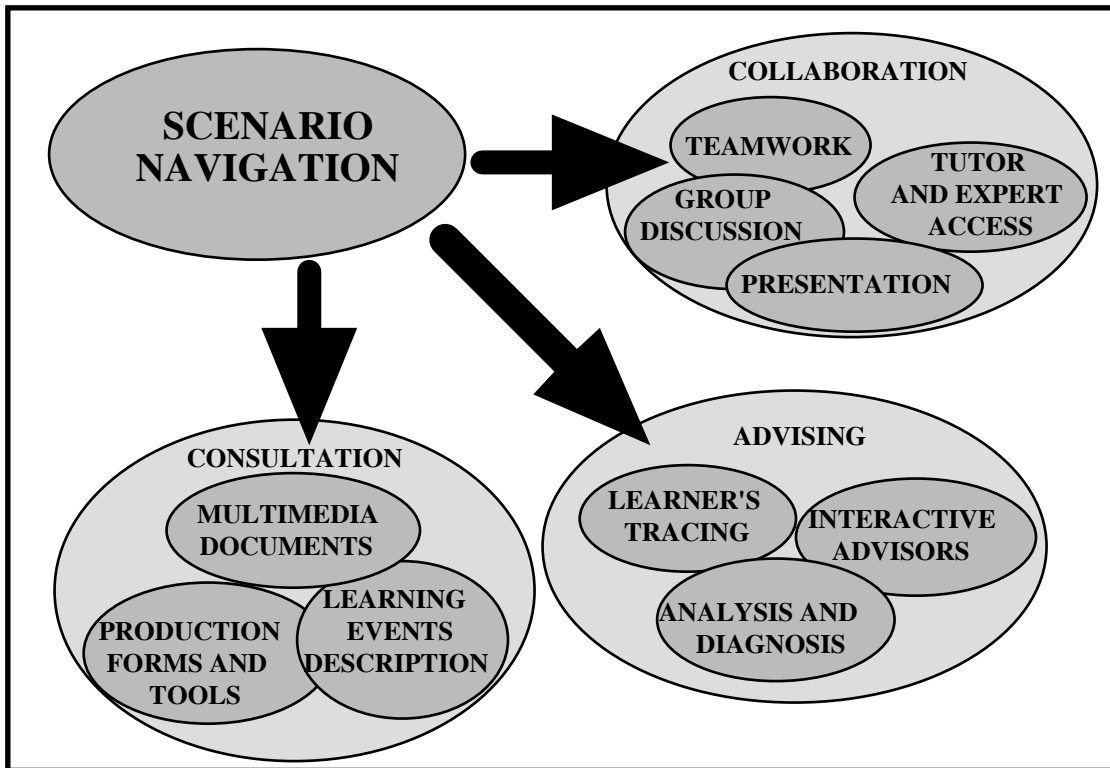 SCENARIO
NAVIGATION
COLLABORATION
TEAMWORK
TUTOR
AND EXPERT
ACCESS
GROUP
DISCUSSION
PRESENTATION
CONSULTATION
MULTIMEDIA
DOCUMENTS
PRODUCTION
FORMS AND
TOOLS
LEARNING
EVENTS
DESCRIPTION
ADVISING
LEARNER'S
TRACING
INTERACTIVE
ADVISORS
ANALYSIS AND
DIAGNOSIS